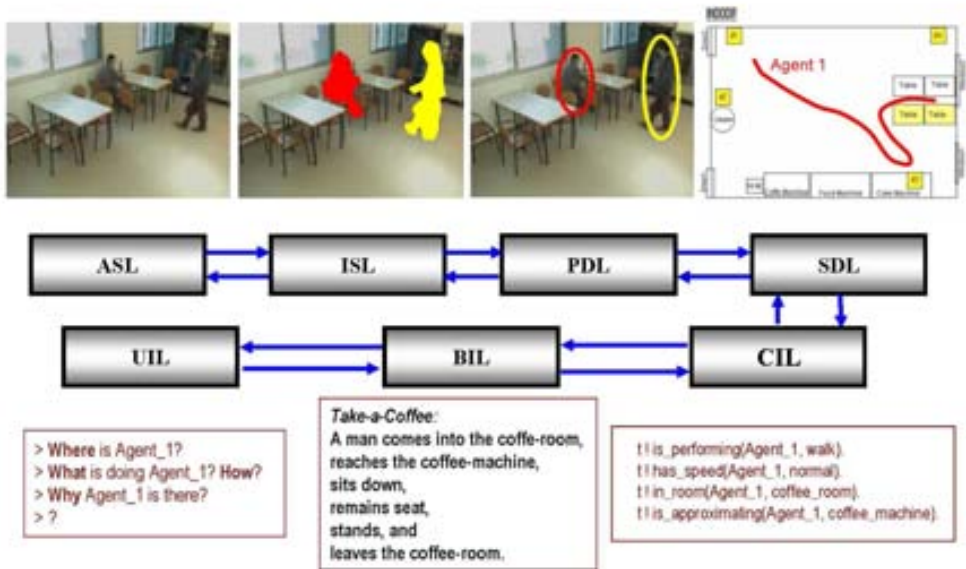 Agent 1
Table Table
Table Table
Food Machine
ASL
ISL
PDL
SDL
UIL
BIL
CIL
> Where is Agent_1?
> What is doing Agent_1? How?
> Why Agent_1 is there?
> ?
Take-a-Coffee:
A man comes into the coffe-room,
reaches the coffee-machine,
sits down,
remains seat,
stands, and
leaves the coffee-room.
t ! is_performing(Agent_1, walk).
t ! has_speed(Agent_1, normal).
t ! in_room(Agent_1, coffee_room).
t ! is_approximating(Agent_1, coffee_machine).